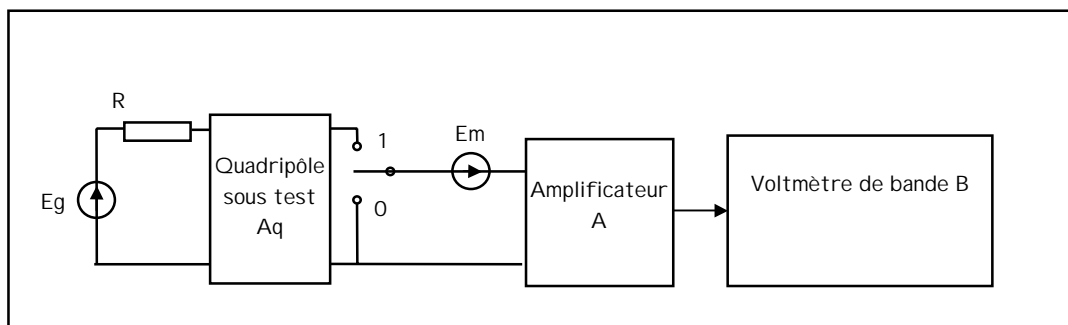 R
Eg
Quadripôle
sous test
Aq
1
0
Em
Amplificateur
A
Voltmètre de bande B